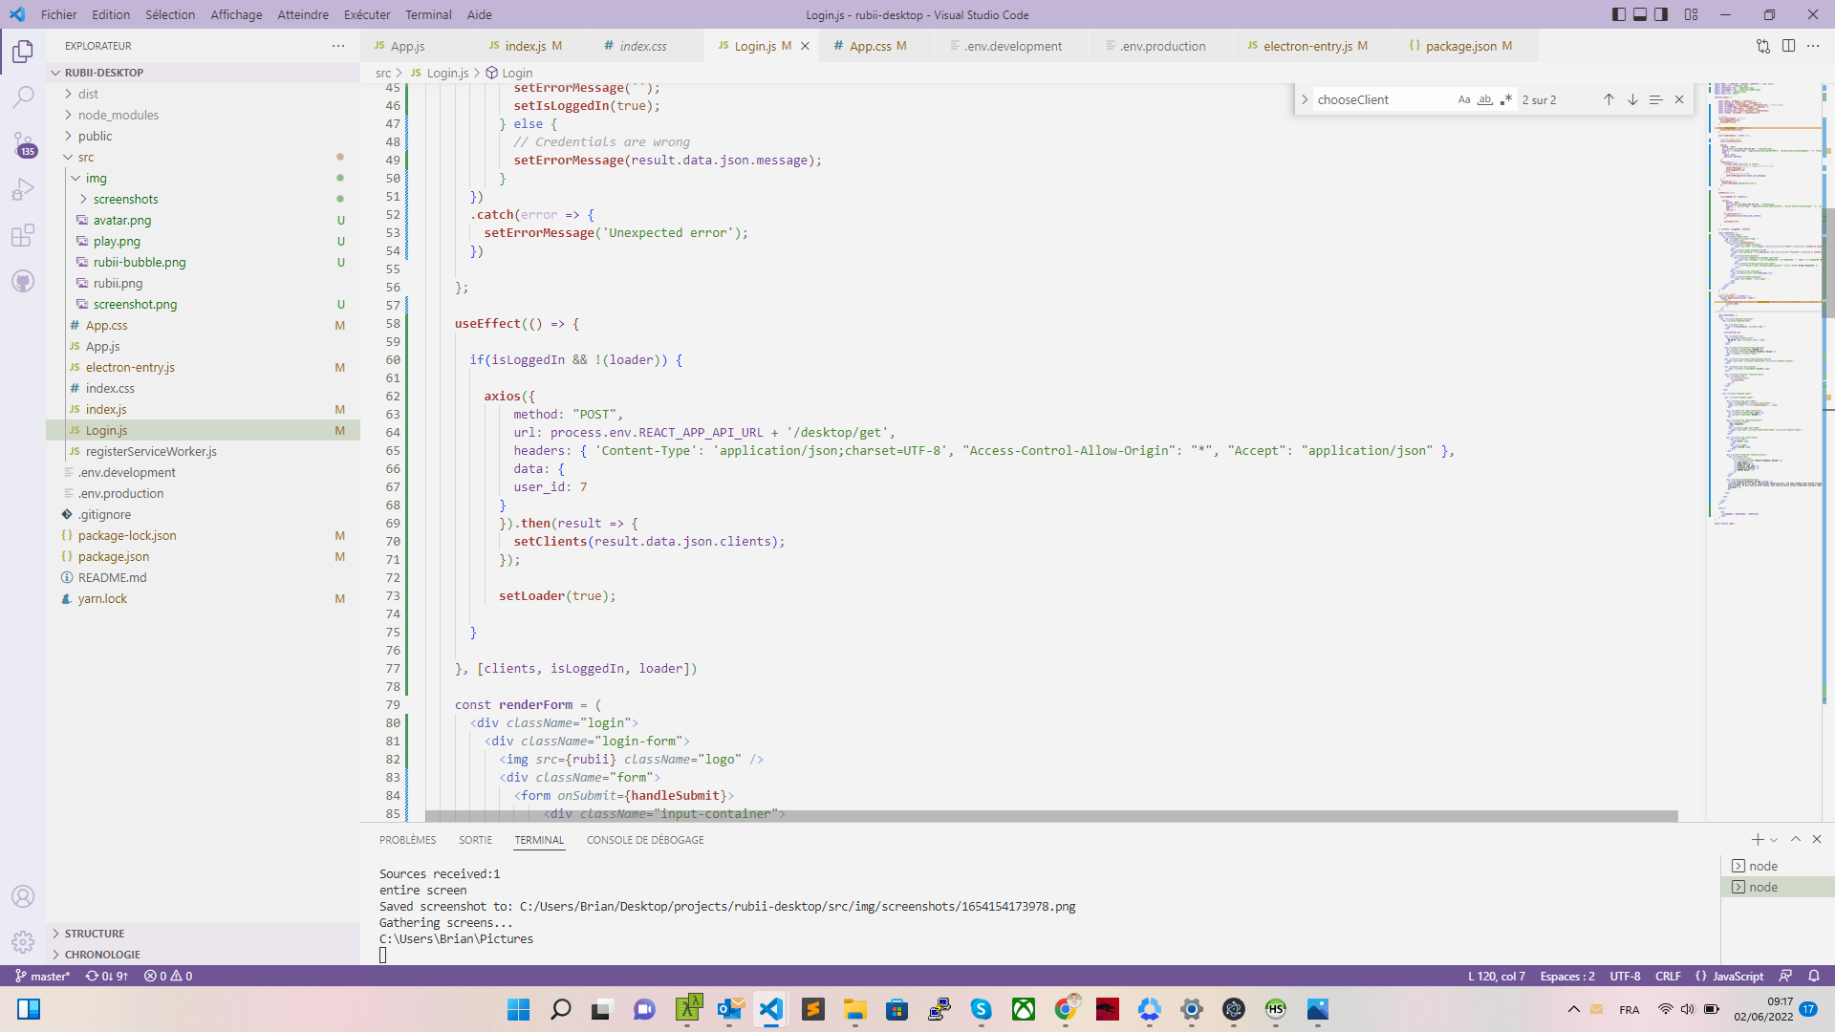 Fichier Edition Sélection Affichage Atteindre Exécuter Terminal Aide
Login.js - rubii-desktop - Visual Studio Code
EXPLORATEUR
RUBII-DESKTOP
dist
node_modules
public
src
img
screenshots
avatar.png U
play.png U
rubii-bubble.png U
rubii.png
screenshot.png U
# App.css M
JS App.js
JS electron-entry.js M
# index.css
JS index.js M
JS Login.js M
JS registerServiceWorker.js
.env.development
.env.production
.gitignore
{} package-lock.json M
{} package.json M
README.md
yarn.lock M
STRUCTURE
CHRONOLOGIE
135
JS App.js
JS index.js M
# index.css
JS Login.js M
# App.css M
.env.development
.env.production
JS electron-entry.js M
{} package.json M
src > JS Login.js > Login
chooseClient Aa ab 2 sur 2
45 setErrorMessage('');
46 setIsLoggedIn(true);
47 } else {
48 // Credentials are wrong
49 setErrorMessage(result.data.json.message);
50 }
51 })
52 .catch(error => {
53 setErrorMessage('Unexpected error');
54 })
55
56 };
57
58 useEffect(() => {
59
60 if(isLoggedIn && !(loader)) {
61
62 axios({
63 method: "POST",
64 url: process.env.REACT_APP_API_URL + '/desktop/get',
65 headers: { 'Content-Type': 'application/json;charset=UTF-8', "Access-Control-Allow-Origin": "*", "Accept": "application/json" },
66 data: {
67 user_id: 7
68 }
69 }).then(result => {
70 setClients(result.data.json.clients);
71 });
72
73 setLoader(true);
74
75 }
76
77 }, [clients, isLoggedIn, loader])
78
79 const renderForm = (
80 <div className="login">
81 <div className="login-form">
82 <img src={rubii} className="logo" />
83 <div className="form">
84 <form onSubmit={handleSubmit}>
85 <div className="input-container">
PROBLÈMES SORTIE TERMINAL CONSOLE DE DÉBOGAGE
Sources received:1
entire screen
Saved screenshot to: C:/Users/Brian/Desktop/projects/rubii-desktop/src/img/screenshots/1654154173978.png
Gathering screens...
C:\Users\Brian\Pictures
node
node
master* 0↓ 9↑ 0 0
L 120, col 7 Espaces : 2 UTF-8 CRLF {} JavaScript
FRA
09:17
02/06/2022
17